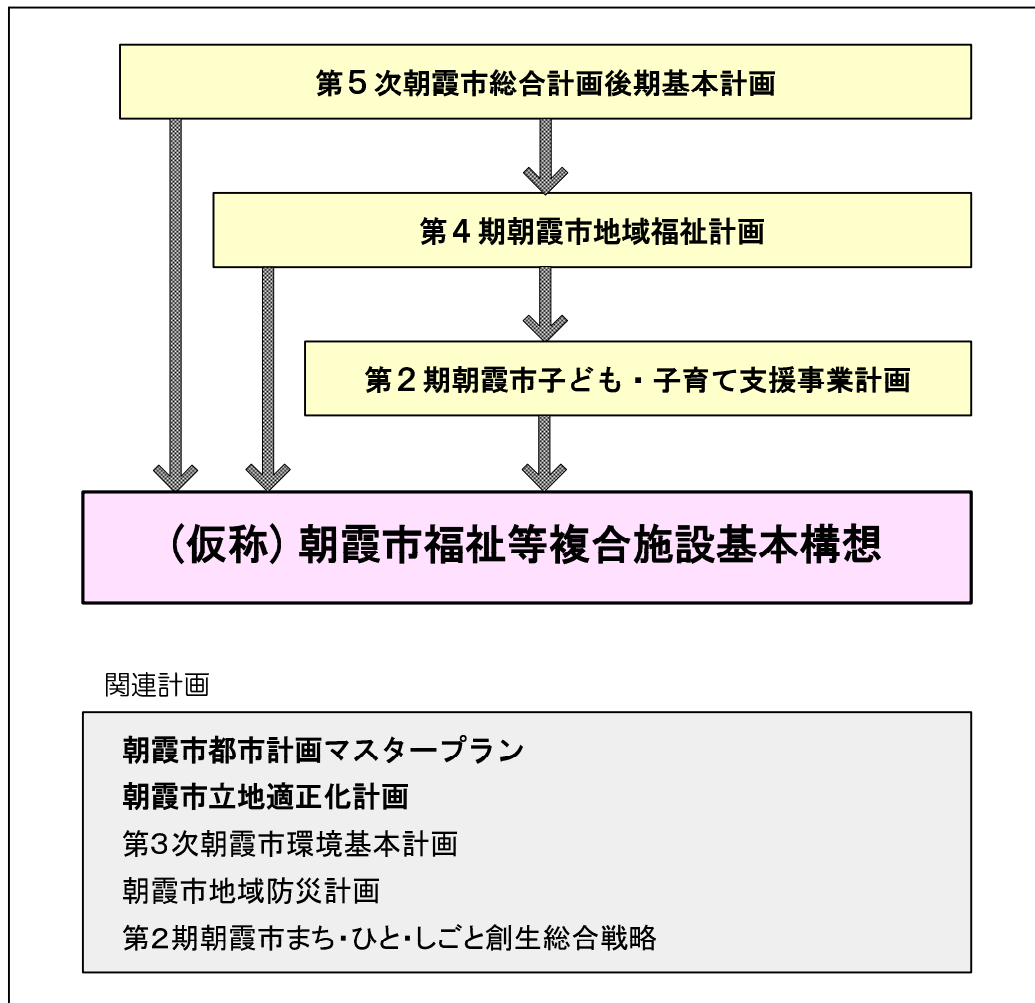 第５次朝霞市総合計画後期基本計画
第４期朝霞市地域福祉計画
第２期朝霞市子ども・子育て支援事業計画
（仮称）朝霞市福祉等複合施設基本構想
関連計画
朝霞市都市計画マスタープラン
朝霞市立地適正化計画
第３次朝霞市環境基本計画
朝霞市地域防災計画
第２期朝霞市まち・ひと・しごと創生総合戦略